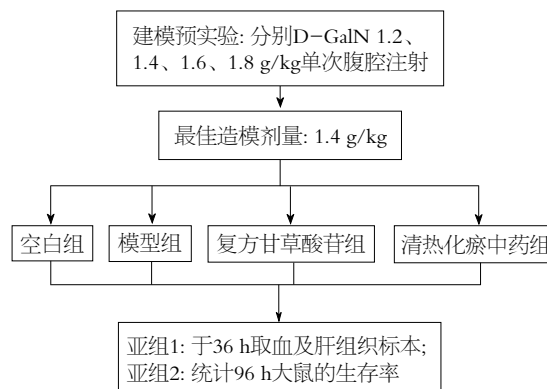 建模预实验: 分别D-GalN 1.2、
1.4、1.6、1.8 g/kg单次腹腔注射
最佳造模剂量: 1.4 g/kg
空白组
模型组
复方甘草酸苷组
清热化瘀中药组
亚组1: 于36 h取血及肝组织标本;
亚组2: 统计96 h大鼠的生存率